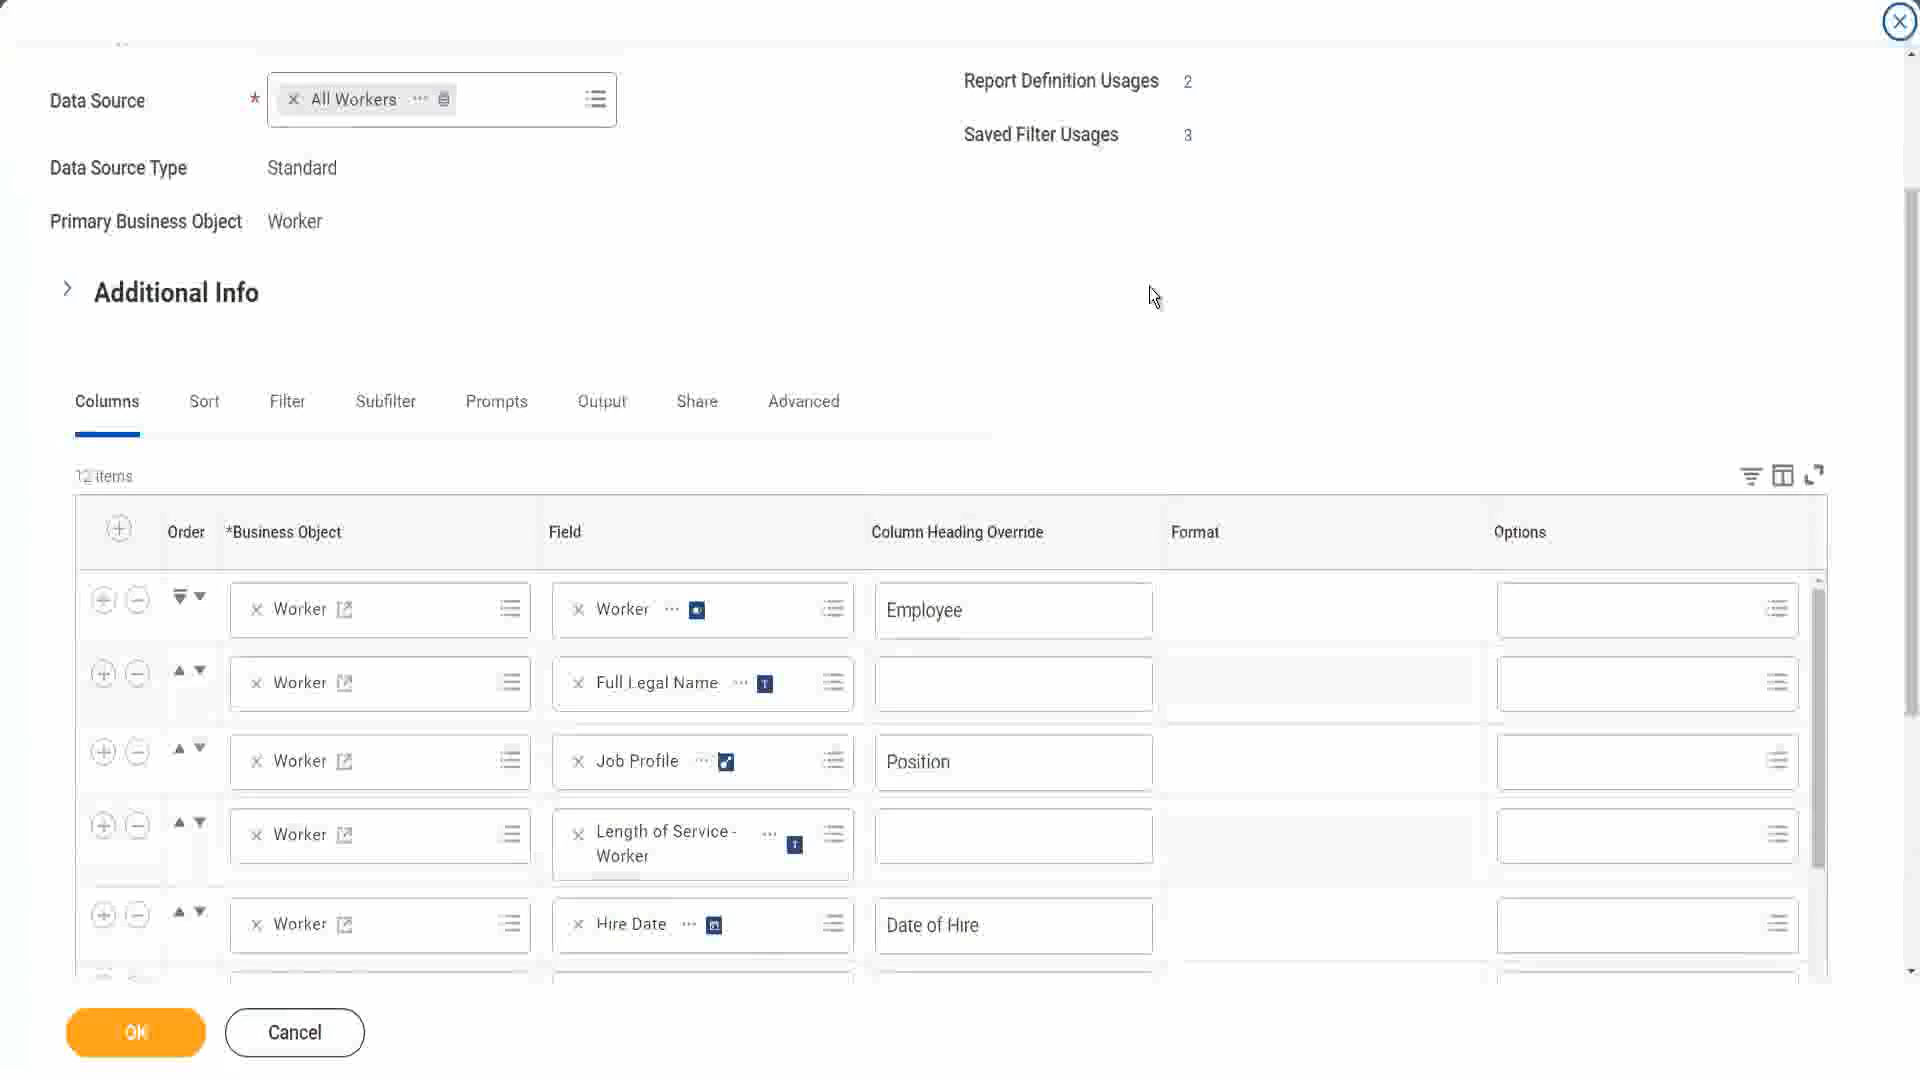 Data Source * All Workers
Report Definition Usages 2
Saved Filter Usages 3
Data Source Type Standard
Primary Business Object Worker
Additional Info
Columns Sort Filter Subfilter Prompts Output Share Advanced
12 items
Order *Business Object Field Column Heading Override Format Options
Worker Worker Employee
Worker Full Legal Name
Worker Job Profile Position
Worker Length of Service -
Worker
Worker Hire Date Date of Hire
OK Cancel